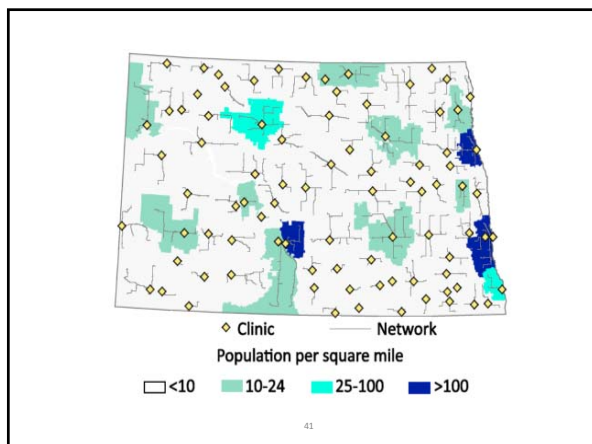 Clinic Network
Population per square mile
<10 10-24 25-100 >100
41